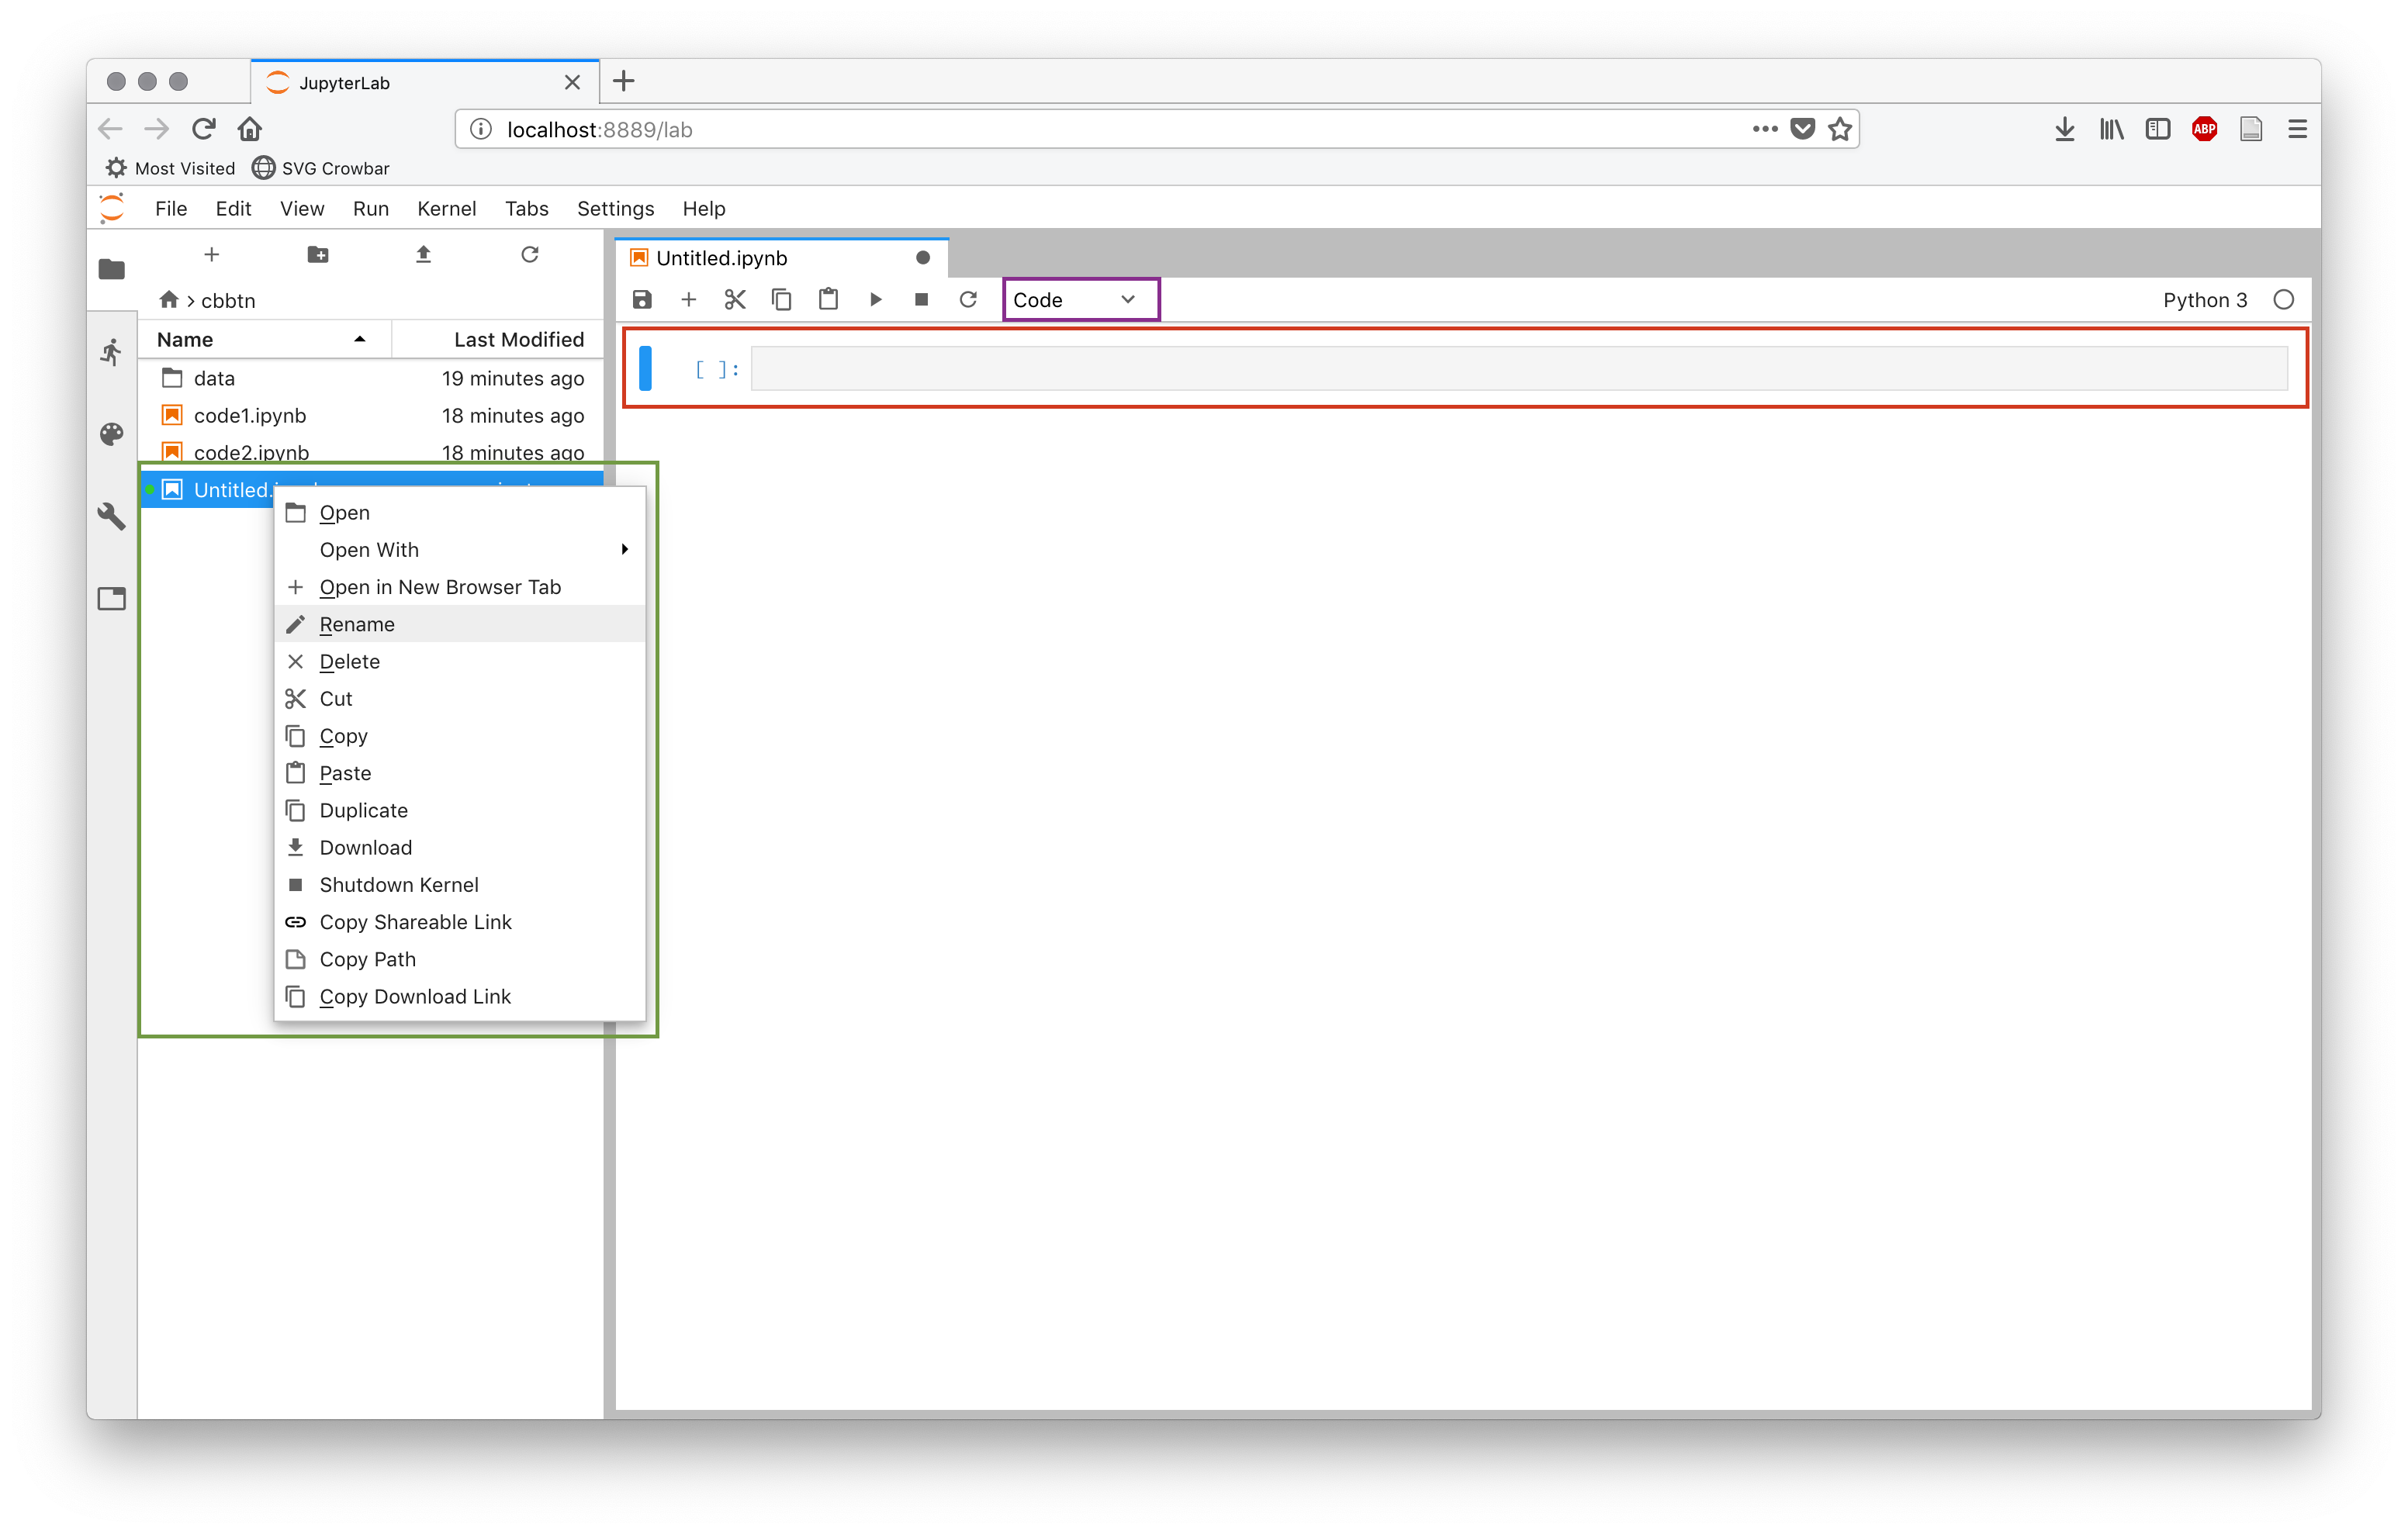 JupyterLab
localhost:8889/lab
ABP
Most Visited SVG Crowbar
File Edit View Run Kernel Tabs Settings Help
Untitled.ipynb
cbbtn
Code
Python 3
Name Last Modified
[ ]:
data 19 minutes ago
code1.ipynb 18 minutes ago
code2.ipynb 18 minutes ago
Open
Open With
Open in New Browser Tab
Rename
Delete
Cut
Copy
Paste
Duplicate
Download
Shutdown Kernel
Copy Shareable Link
Copy Path
Copy Download Link